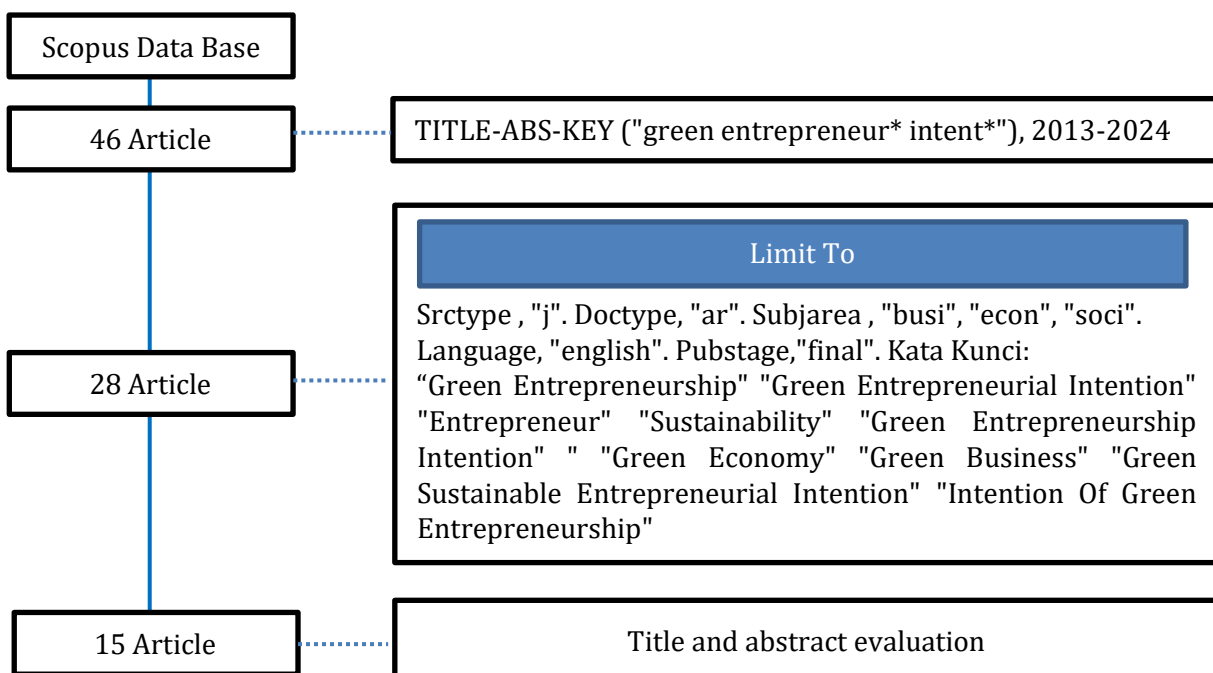 Scopus Data Base
46 Article
TITLE-ABS-KEY ("green entrepreneur* intent*"), 2013-2024
Limit To
Srctype , "j". Doctype, "ar". Subjarea , "busi", "econ", "soci".
Language, "english". Pubstage,"final". Kata Kunci:
“Green Entrepreneurship" "Green Entrepreneurial Intention"
"Entrepreneur" "Sustainability" "Green Entrepreneurship
Intention" " "Green Economy" "Green Business" "Green
Sustainable Entrepreneurial Intention" "Intention Of Green
Entrepreneurship"
28 Article
15 Article
Title and abstract evaluation